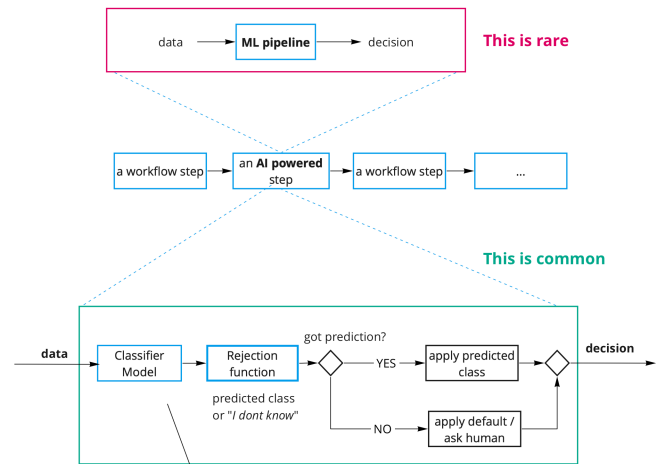 data
ML pipeline
decision
This is rare
a workflow step
an AI powered
step
a workflow step
...
This is common
data
Classifier
Model
Rejection
function
got prediction?
YES
apply predicted
class
decision
predicted class
or "I dont know"
NO
apply default /
ask human